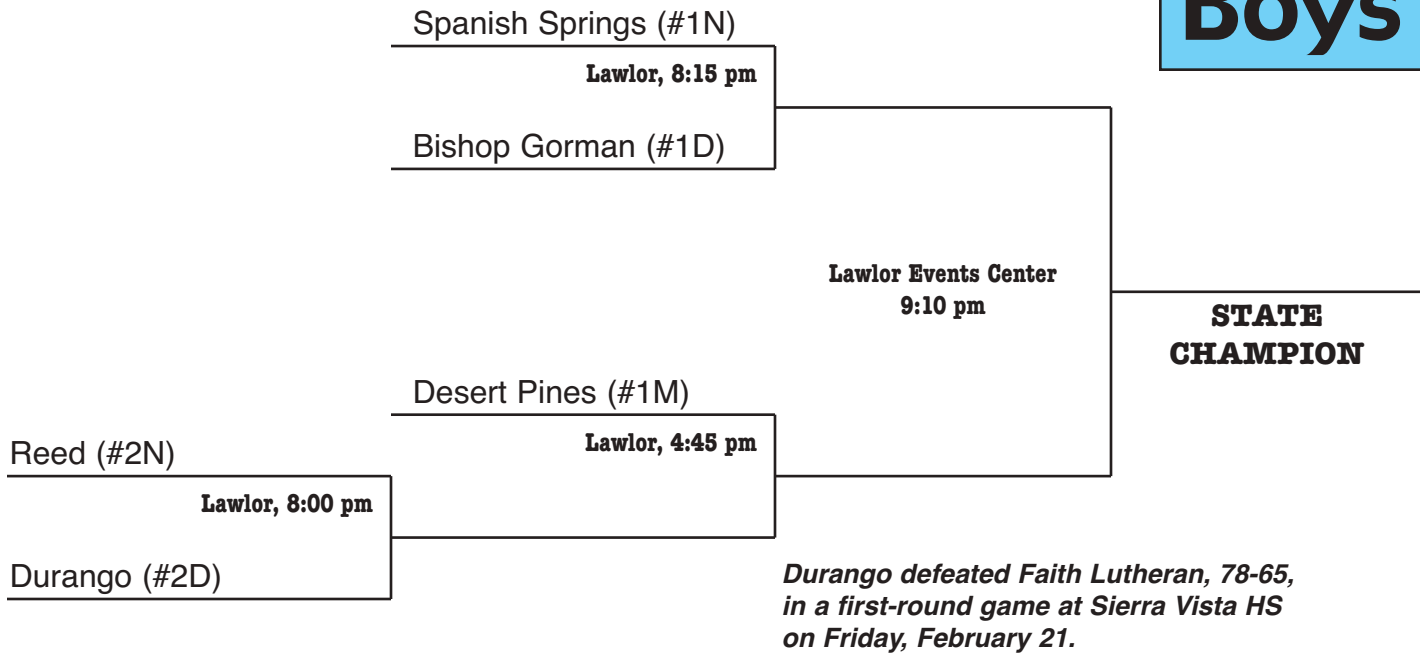 Boys
Spanish Springs (#1N)
Lawlor, 8:15 pm
Bishop Gorman (#1D)
Lawlor Events Center
9:10 pm
STATE
CHAMPION
Desert Pines (#1M)
Lawlor, 4:45 pm
Reed (#2N)
Lawlor, 8:00 pm
Durango (#2D)
Durango defeated Faith Lutheran, 78-65,
in a first-round game at Sierra Vista HS
on Friday, February 21.